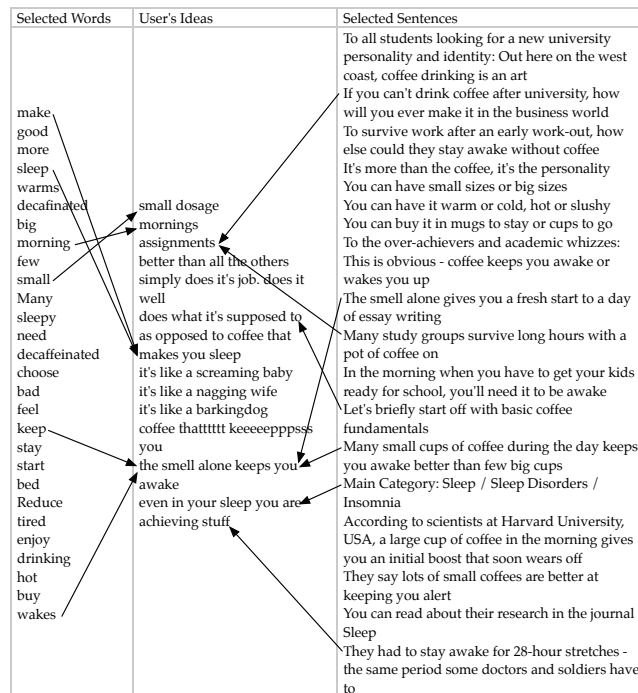 Selected Words
User's Ideas
Selected Sentences
make
good
more
sleep
warms
decafinated
big
morning
few
small
Many
sleepy
need
decaffeinated
choose
bad
feel
keep
stay
start
bed
Reduce
tired
enjoy
drinking
hot
buy
wakes
small dosage
mornings
assignments
better than all the others
simply does it's job. does it
well
does what it's supposed to
as opposed to coffee that
makes you sleep
it's like a screaming baby
it's like a nagging wife
it's like a barkingdog
coffee thatttttt keeeeepppsss
you
the smell alone keeps you
awake
even in your sleep you are
achieving stuff
To all students looking for a new university
personality and identity: Out here on the west
coast, coffee drinking is an art
If you can't drink coffee after university, how
will you ever make it in the business world
To survive work after an early work-out, how
else could they stay awake without coffee
It's more than the coffee, it's the personality
You can have small sizes or big sizes
You can have it warm or cold, hot or slushy
You can buy it in mugs to stay or cups to go
To the over-achievers and academic whizzes:
This is obvious - coffee keeps you awake or
wakes you up
The smell alone gives you a fresh start to a day
of essay writing
Many study groups survive long hours with a
pot of coffee on
In the morning when you have to get your kids
ready for school, you'll need it to be awake
Let's briefly start off with basic coffee
fundamentals
Many small cups of coffee during the day keeps
you awake better than few big cups
Main Category: Sleep / Sleep Disorders /
Insomnia
According to scientists at Harvard University,
USA, a large cup of coffee in the morning gives
you an initial boost that soon wears off
They say lots of small coffees are better at
keeping you alert
You can read about their research in the journal
Sleep
They had to stay awake for 28-hour stretches -
the same period some doctors and soldiers have
to